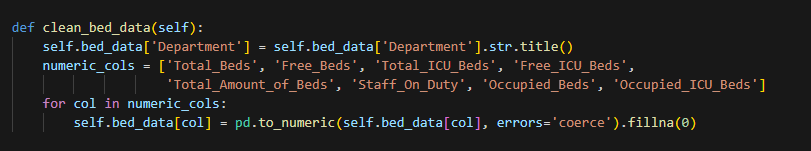 def clean_bed_data(self):
    self.bed_data['Department'] = self.bed_data['Department'].str.title()
    numeric_cols = ['Total_Beds', 'Free_Beds', 'Total_ICU_Beds', 'Free_ICU_Beds',
                    'Total_Amount_of_Beds', 'Staff_On_Duty', 'Occupied_Beds', 'Occupied_ICU_Beds']
    for col in numeric_cols:
        self.bed_data[col] = pd.to_numeric(self.bed_data[col], errors='coerce').fillna(0)